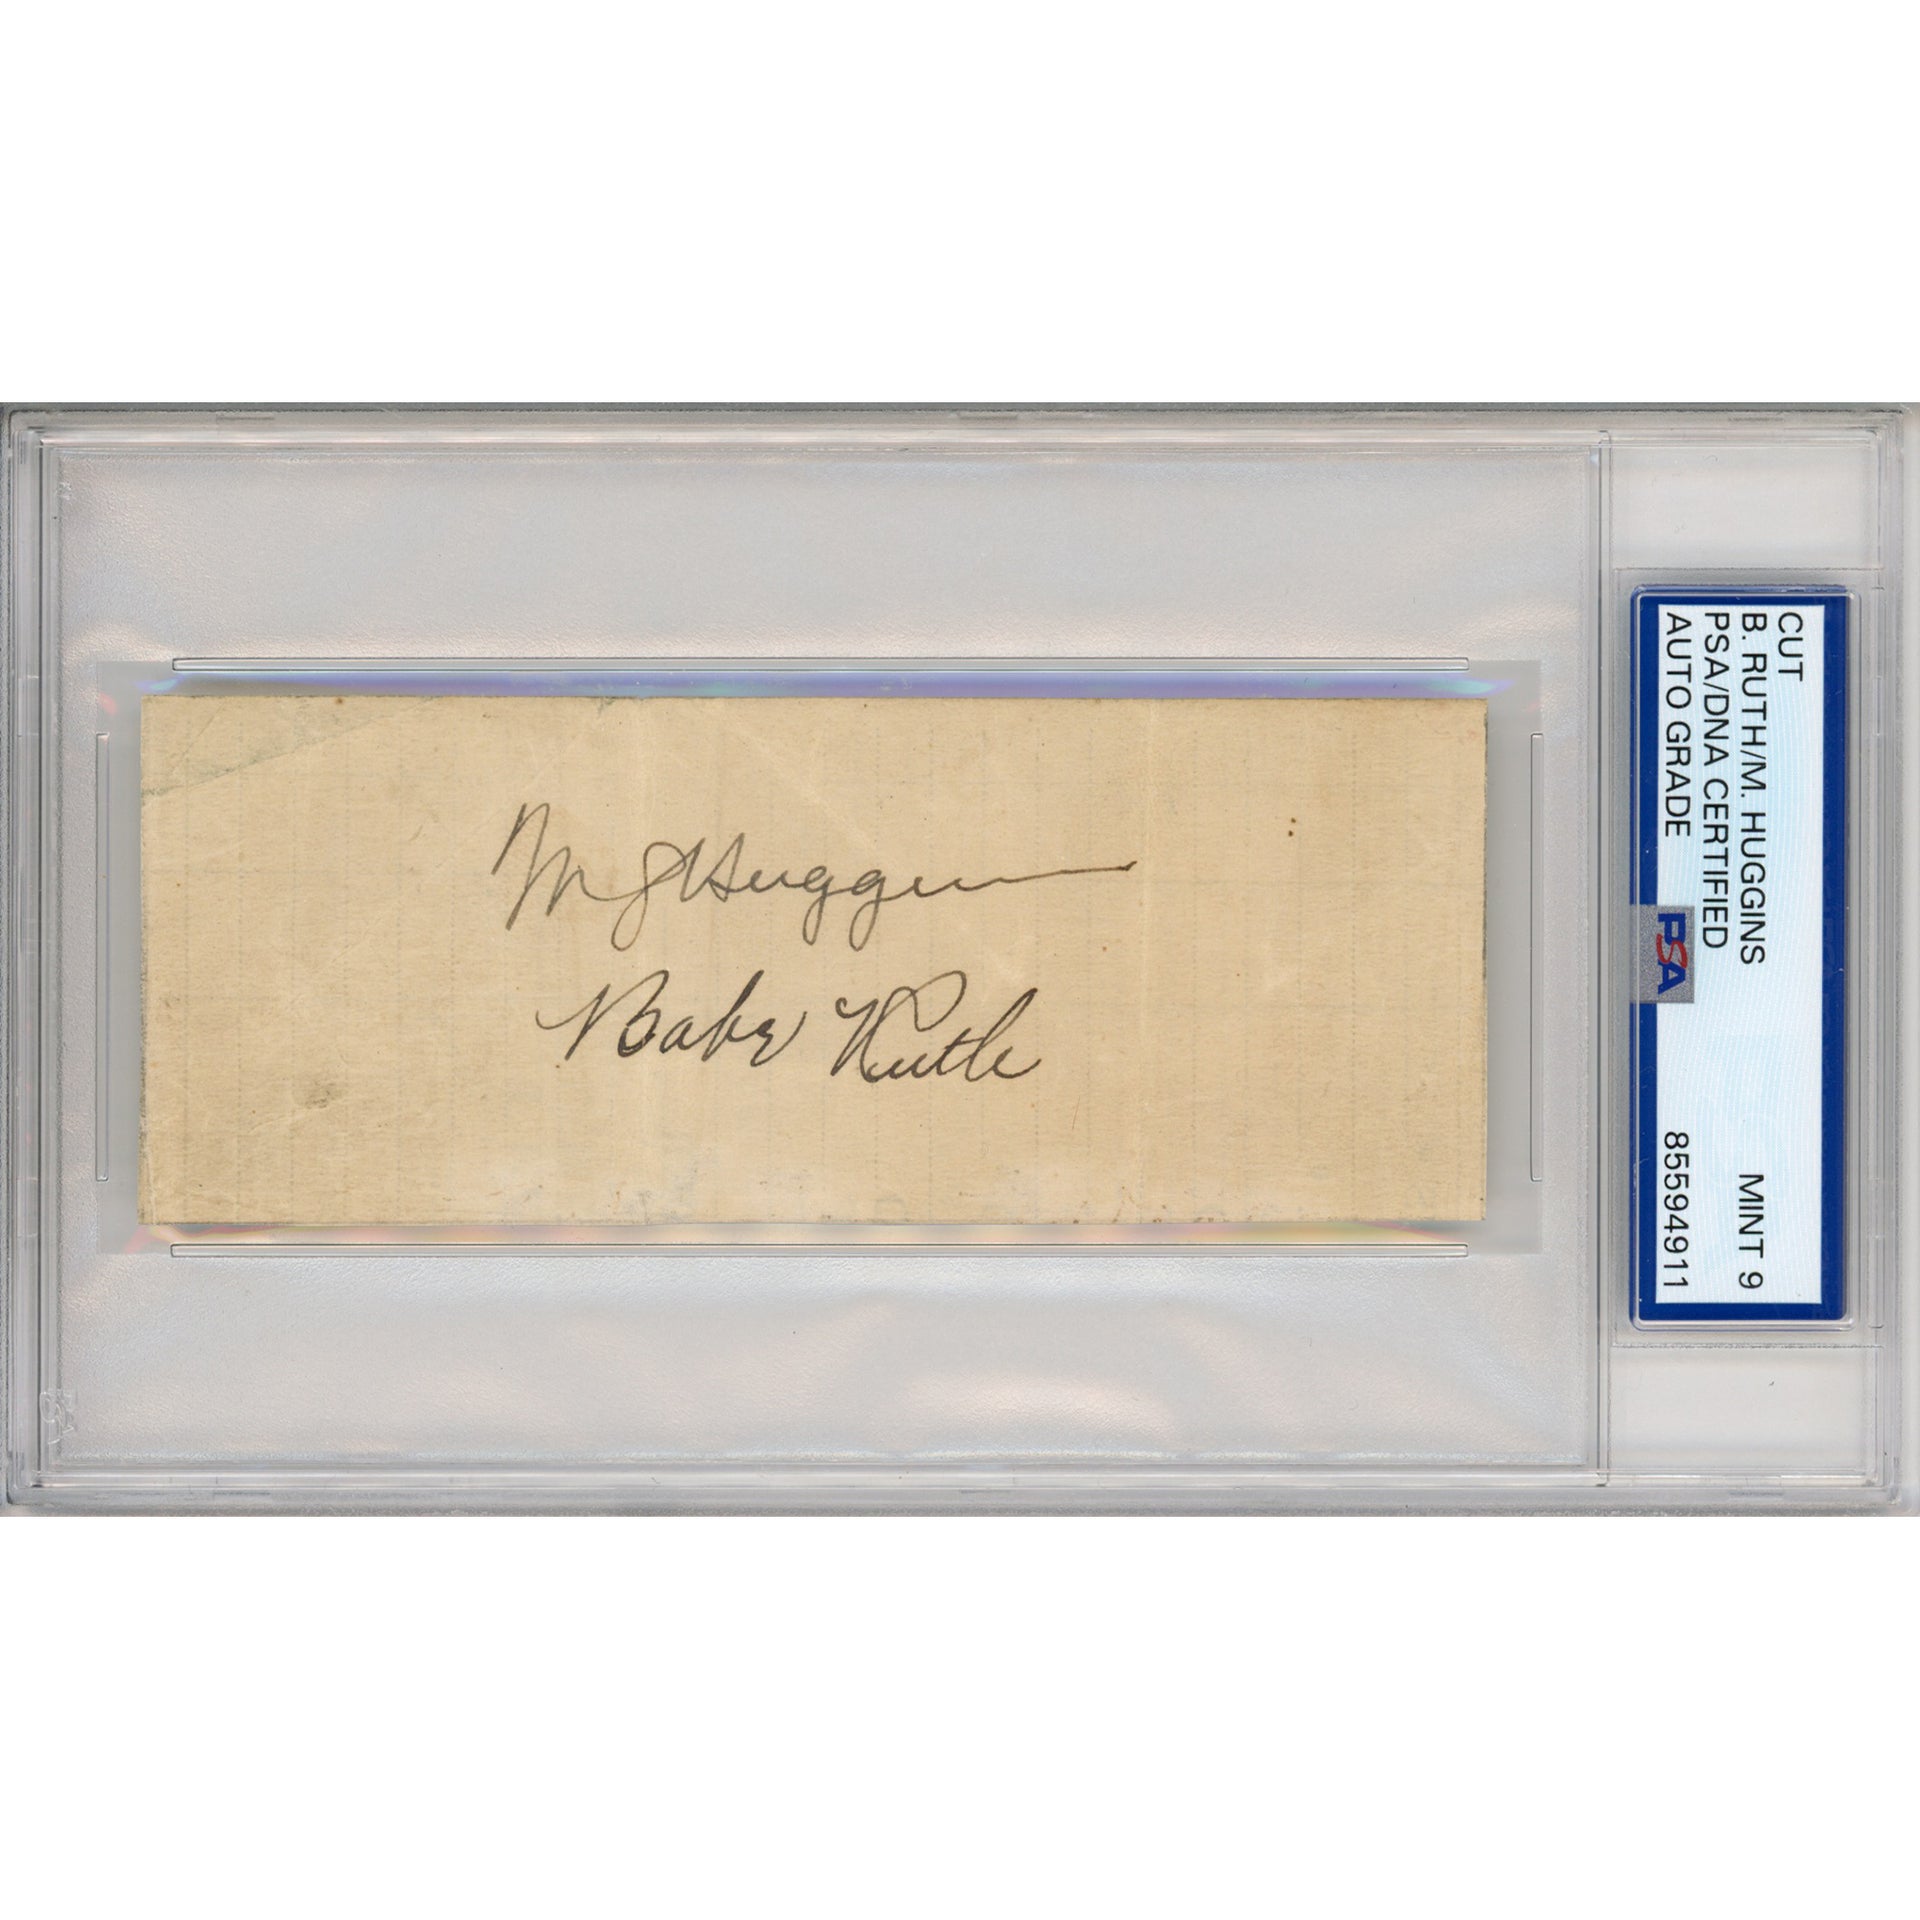 M J Huggins
Babe Ruth
CUT
B. RUTH/M. HUGGINS
PSA/DNA CERTIFIED
AUTO GRADE
MINT 9
85594911
PSA